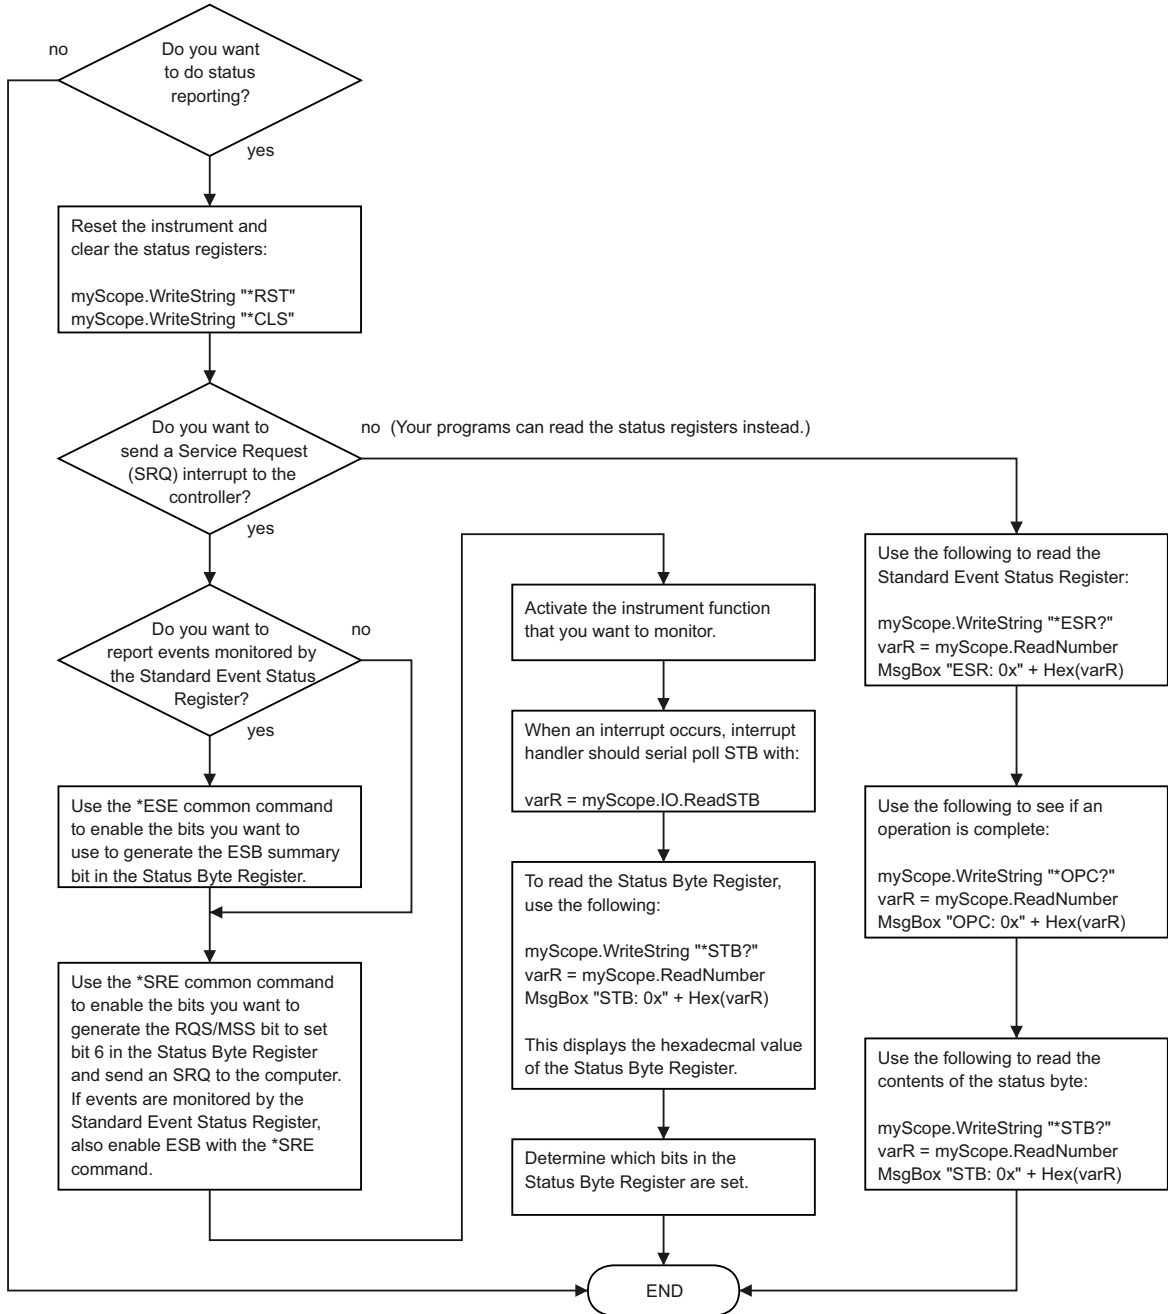 no
Do you want
to do status
reporting?
yes
Reset the instrument and
clear the status registers:
myScope.WriteString "*RST"
myScope.WriteString "*CLS"
Do you want to
send a Service Request
(SRQ) interrupt to the
controller?
no (Your programs can read the status registers instead.)
yes
Do you want to
report events monitored by
the Standard Event Status
Register?
no
yes
Use the *ESE common command
to enable the bits you want to
use to generate the ESB summary
bit in the Status Byte Register.
Use the *SRE common command
to enable the bits you want to
generate the RQS/MSS bit to set
bit 6 in the Status Byte Register
and send an SRQ to the computer.
If events are monitored by the
Standard Event Status Register,
also enable ESB with the *SRE
command.
Activate the instrument function
that you want to monitor.
When an interrupt occurs, interrupt
handler should serial poll STB with:
varR = myScope.IO.ReadSTB
To read the Status Byte Register,
use the following:
myScope.WriteString "*STB?"
varR = myScope.ReadNumber
MsgBox "STB: 0x" + Hex(varR)
This displays the hexadecmal value
of the Status Byte Register.
Determine which bits in the
Status Byte Register are set.
Use the following to read the
Standard Event Status Register:
myScope.WriteString "*ESR?"
varR = myScope.ReadNumber
MsgBox "ESR: 0x" + Hex(varR)
Use the following to see if an
operation is complete:
myScope.WriteString "*OPC?"
varR = myScope.ReadNumber
MsgBox "OPC: 0x" + Hex(varR)
Use the following to read the
contents of the status byte:
myScope.WriteString "*STB?"
varR = myScope.ReadNumber
MsgBox "STB: 0x" + Hex(varR)
END